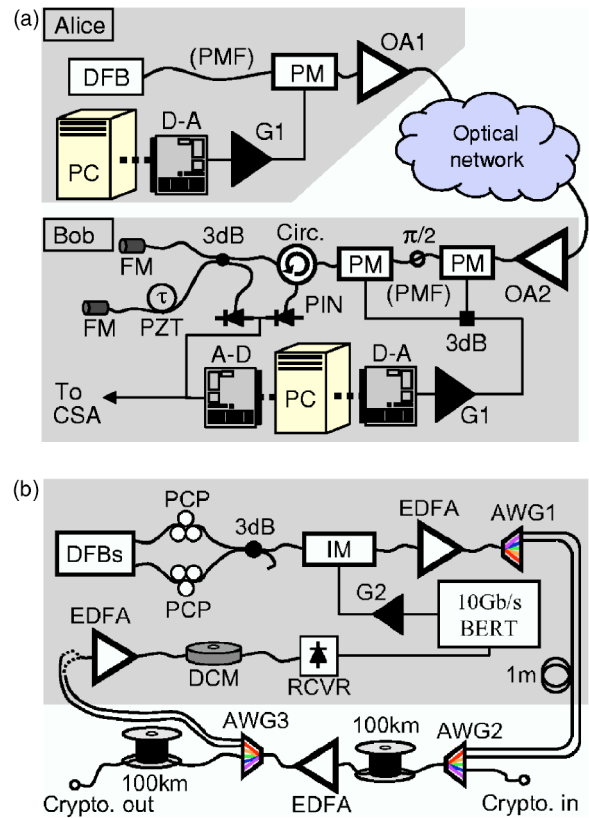 (a)
Alice
(PMF)
OA1
DFB
PM
D-A
G1
PC
Optical
network
Bob
3dB
Circ.
π/2
FM
PM
PM
(PMF)
OA2
τ
FM
PZT
PIN
3dB
A-D
D-A
To
CSA
PC
G1
(b)
PCP
3dB
EDFA
AWG1
DFBs
IM
PCP
G2
10Gb/s
BERT
EDFA
DCM
RCVR
1m
100km
AWG3
AWG2
100km
Crypto. out
EDFA
Crypto. in